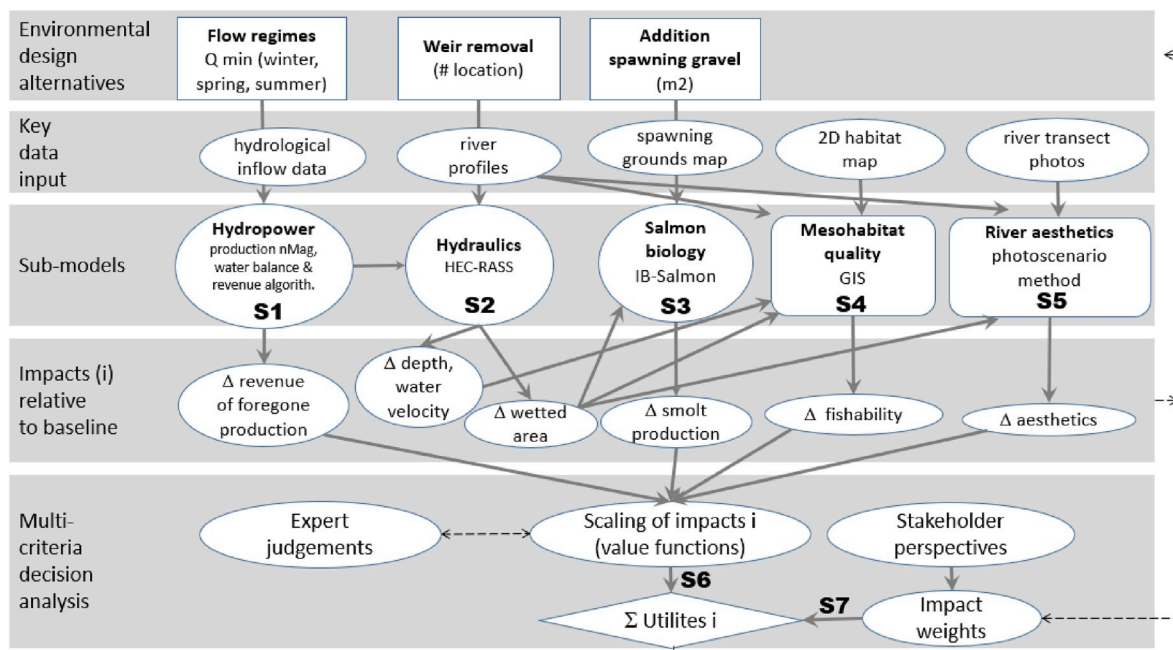 Environmental
design
alternatives
Flow regimes
Q min (winter,
spring, summer)
Weir removal
(# location)
Addition
spawning gravel
(m2)
Key
data
input
hydrological
inflow data
river
profiles
spawning
grounds map
2D habitat
map
river transect
photos
Sub-models
Hydropower
production nMag,
water balance &
revenue algorith.
S1
Hydraulics
HEC-RASS
S2
Salmon
biology
IB-Salmon
S3
Mesohabitat
quality
GIS
S4
River aesthetics
photoscenario
method
S5
Impacts (i)
relative
to baseline
Δ revenue
of foregone
production
Δ depth,
water
velocity
Δ wetted
area
Δ smolt
production
Δ fishability
Δ aesthetics
Multi-
criteria
decision
analysis
Expert
judgements
Scaling of impacts i
(value functions)
Stakeholder
perspectives
S6
S7
Σ Utilites i
Impact
weights